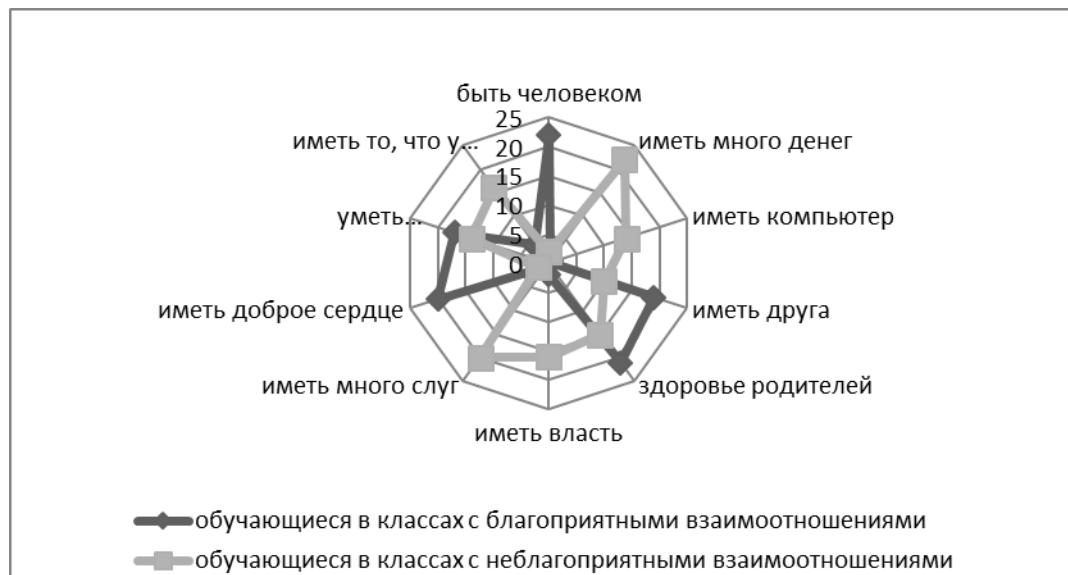 быть человеком
25
20
15
10
5
0
иметь много денег
иметь компьютер
иметь друга
здоровье родителей
иметь власть
иметь много слуг
иметь доброе сердце
уметь...
иметь то, что у...
обучающиеся в классах с благоприятными взаимоотношениями
обучающиеся в классах с неблагоприятными взаимоотношениями